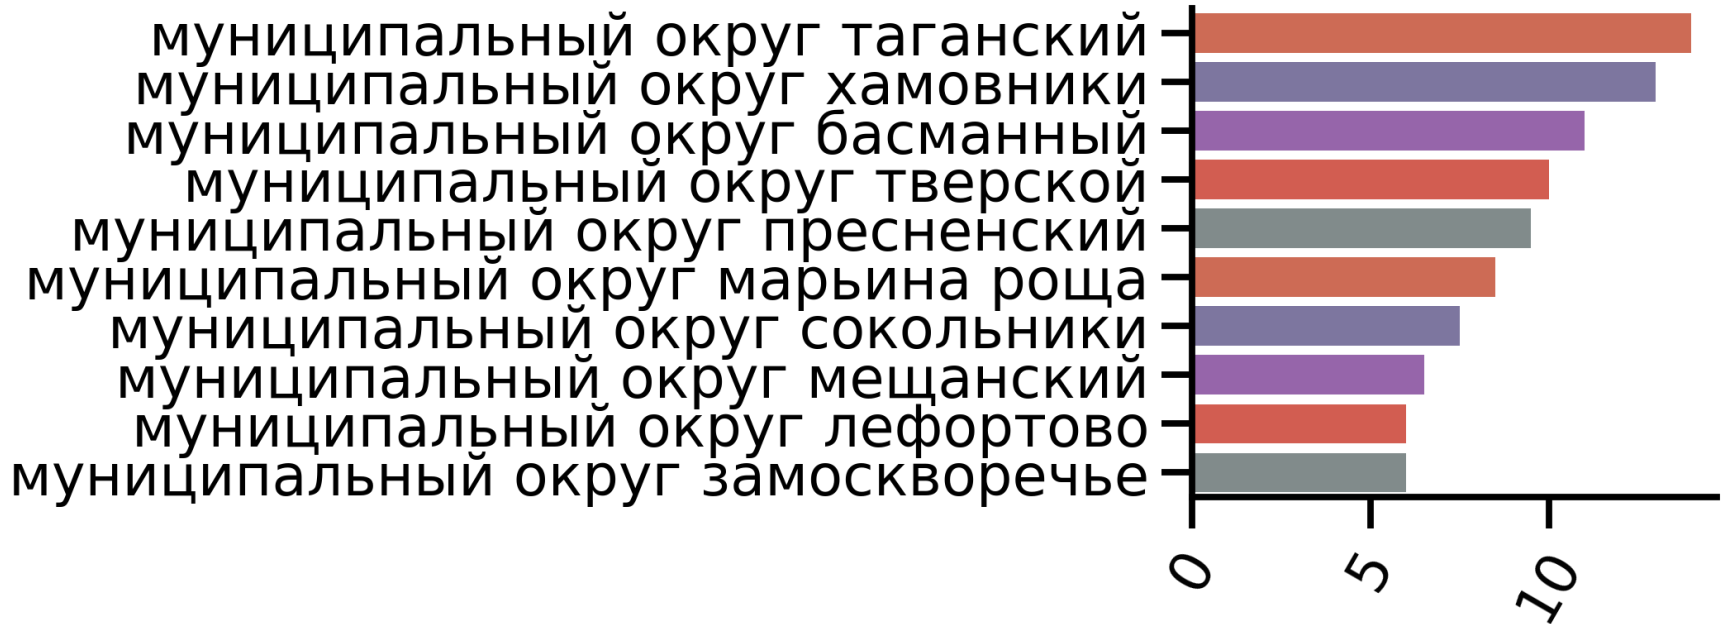 муниципальный округ таганский
муниципальный округ хамовники
муниципальный округ басманный
муниципальный округ тверской
муниципальный округ пресненский
муниципальный округ марьина роща
муниципальный округ сокольники
муниципальный округ мещанский
муниципальный округ лефортово
муниципальный округ замоскворечье
0
5
10